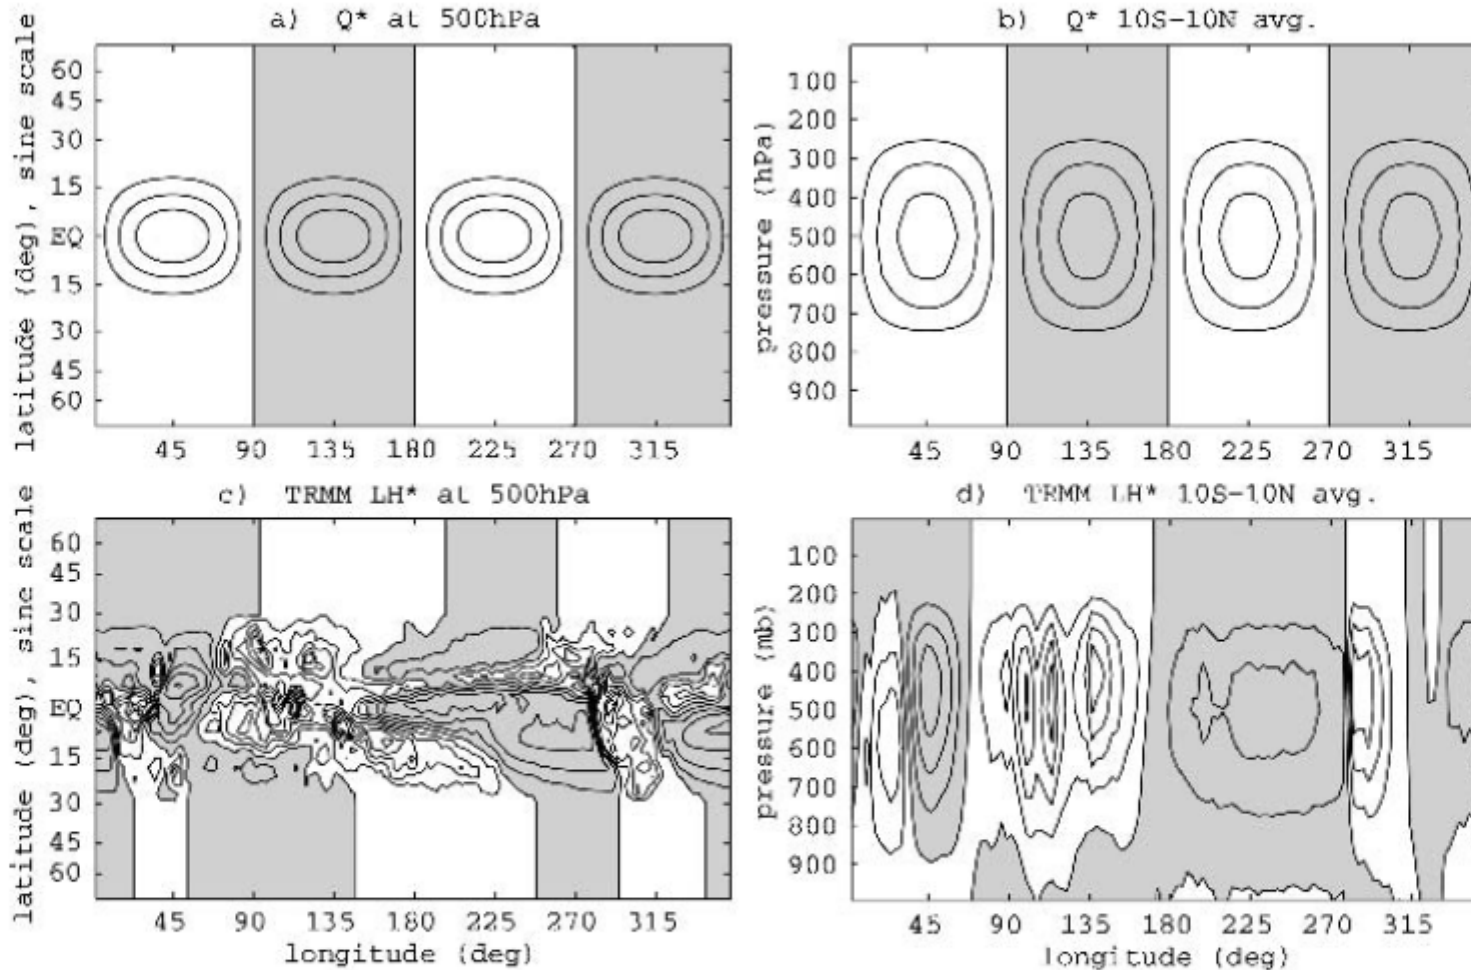 a) Q* at 500hPa
latitude (deg), sine scale
60
45
30
15
EQ
15
30
45
60
45 90 135 180 225 270 315
b) Q* 10S-10N avg.
pressure (hPa)
100
200
300
400
500
600
700
800
900
45 90 135 180 225 270 315
c) TRMM LH* at 500hPa
latitude (deg), sine scale
60
45
30
15
EQ
15
30
45
60
45 90 135 180 225 270 315
longitude (deg)
d) TRMM LH* 10S-10N avg.
pressure (mb)
100
200
300
400
500
600
700
800
900
45 90 135 180 225 270 315
longitude (deg)